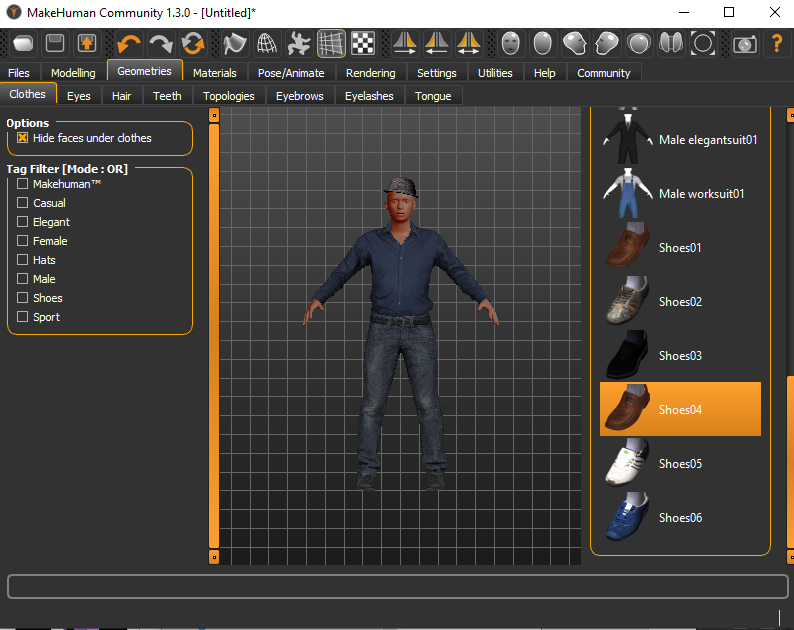 MakeHuman Community 1.3.0 - [Untitled]*
Files Modelling Geometries Materials Pose/Animate Rendering Settings Utilities Help Community
Clothes Eyes Hair Teeth Topologies Eyebrows Eyelashes Tongue
Options
Hide faces under clothes
Tag Filter [Mode : OR]
Makehuman™
Casual
Elegant
Female
Hats
Male
Shoes
Sport
Male elegantsuit01
Male worksuit01
Shoes01
Shoes02
Shoes03
Shoes04
Shoes05
Shoes06